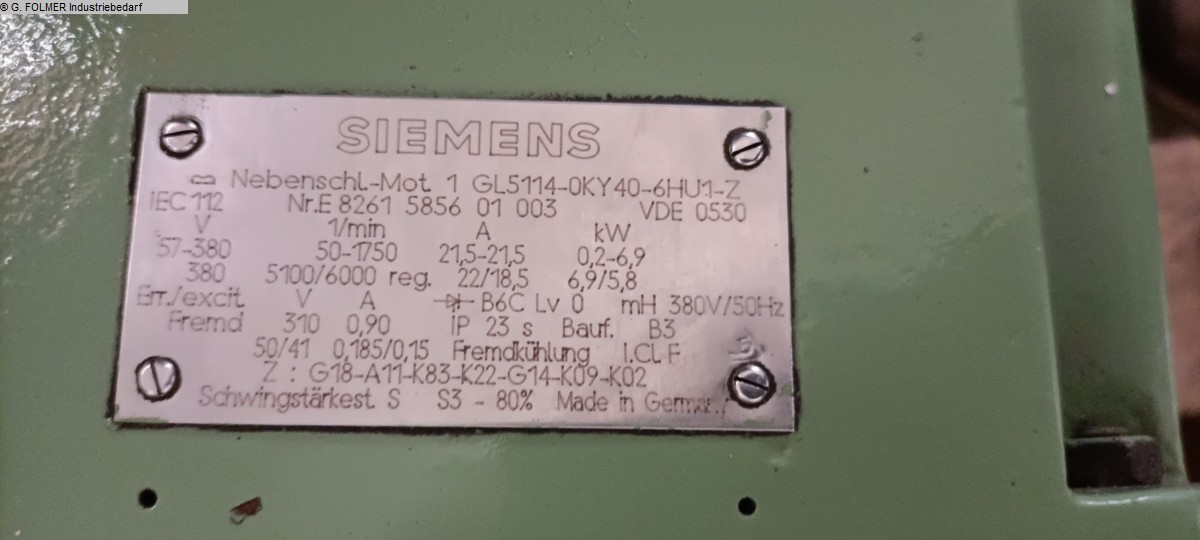 © G. FOLMER Industriebedarf
SIEMENS
Nebenschl.-Mot. 1 GL5114-0KY40-6HU1-Z
IEC 112 Nr.E 8261 5856 01 003 VDE 0530
V 1/min A kW
57-380 50-1750 21,5-21,5 0,2-6,9
380 5100/6000 reg. 22/18,5 6,9/5,8
Err./excit V A B6C Lv 0 mH 380V/50Hz
Fremd 310 0,90 IP 23 s Bauf. B3
50/41 0,185/0,15 Fremdkühlung I.Cl.F
Z : G18-A11-K83-K22-G14-K09-K02
Schwingstärkest. S S3 - 80% Made in Germany